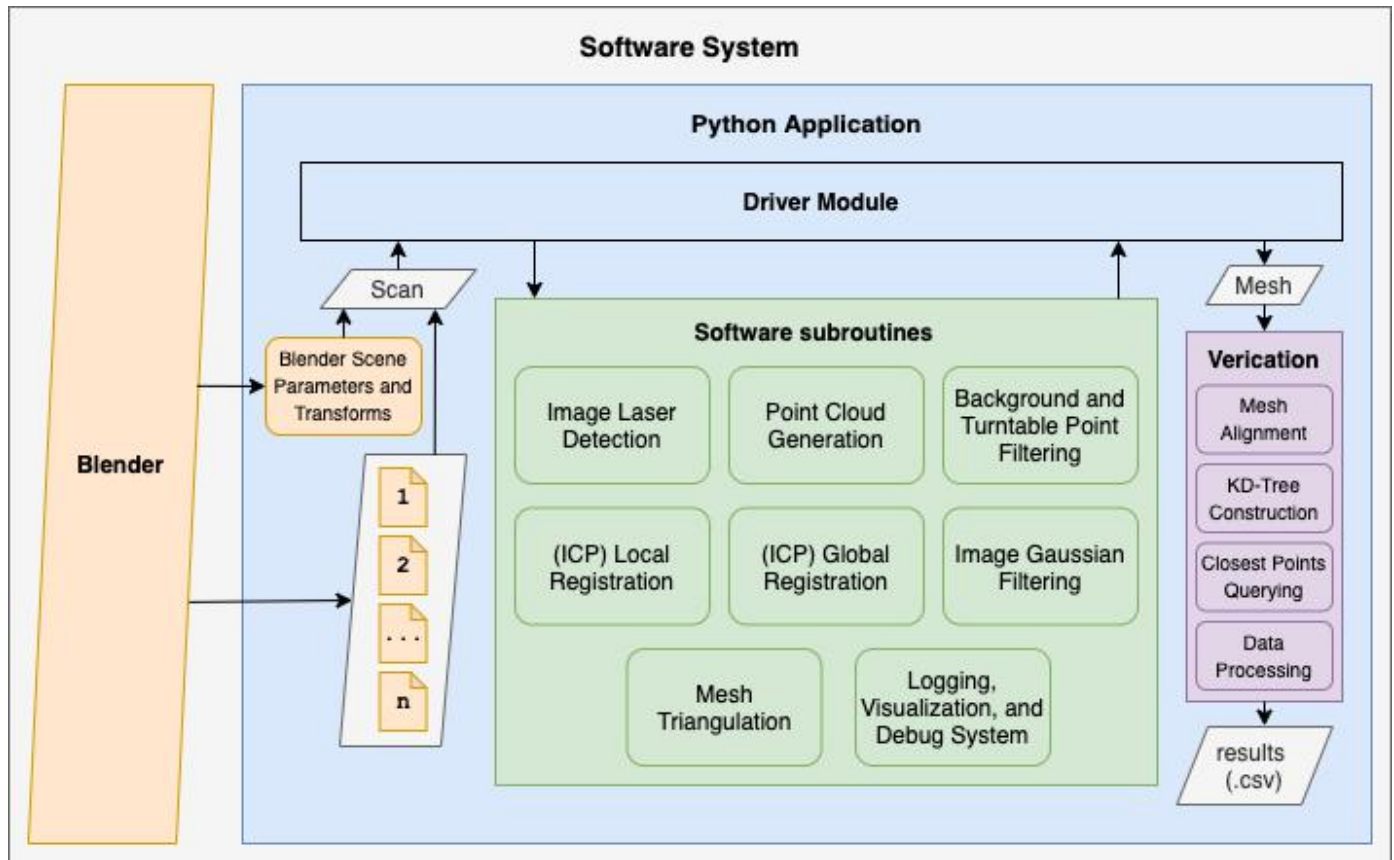 Software System
Python Application
Driver Module
Blender
Scan
Blender Scene
Parameters and
Transforms
1
2
...
n
Software subroutines
Image Laser
Detection
Point Cloud
Generation
Background and
Turntable Point
Filtering
(ICP) Local
Registration
(ICP) Global
Registration
Image Gaussian
Filtering
Mesh
Triangulation
Logging,
Visualization, and
Debug System
Mesh
Verication
Mesh
Alignment
KD-Tree
Construction
Closest Points
Querying
Data
Processing
results
(.csv)